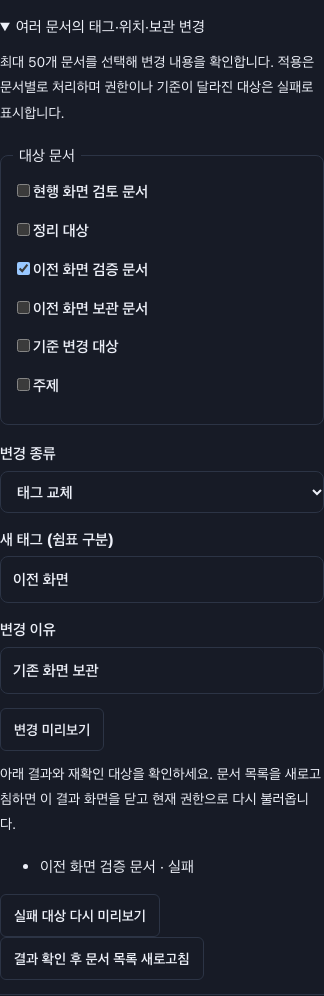 ▼ 여러 문서의 태그·위치·보관 변경
최대 50개 문서를 선택해 변경 내용을 확인합니다. 적용은
문서별로 처리하며 권한이나 기준이 달라진 대상은 실패로
표시합니다.
대상 문서
현행 화면 검토 문서
정리 대상
이전 화면 검증 문서
이전 화면 보관 문서
기준 변경 대상
주제
변경 종류
태그 교체
새 태그 (쉼표 구분)
이전 화면
변경 이유
기존 화면 보관
변경 미리보기
아래 결과와 재확인 대상을 확인하세요. 문서 목록을 새로고
침하면 이 결과 화면을 닫고 현재 권한으로 다시 불러옵니
다.
• 이전 화면 검증 문서 · 실패
실패 대상 다시 미리보기
결과 확인 후 문서 목록 새로고침